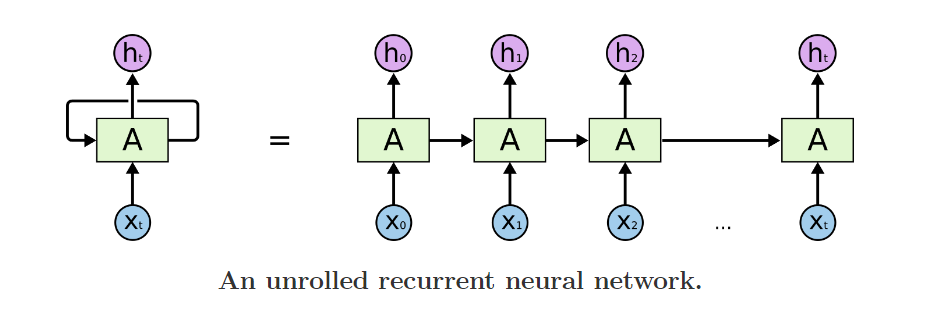 hₜ h₀ h₁ h₂ hₜ
A = A A A A
xₜ x₀ x₁ x₂ ... xₜ
An unrolled recurrent neural network.